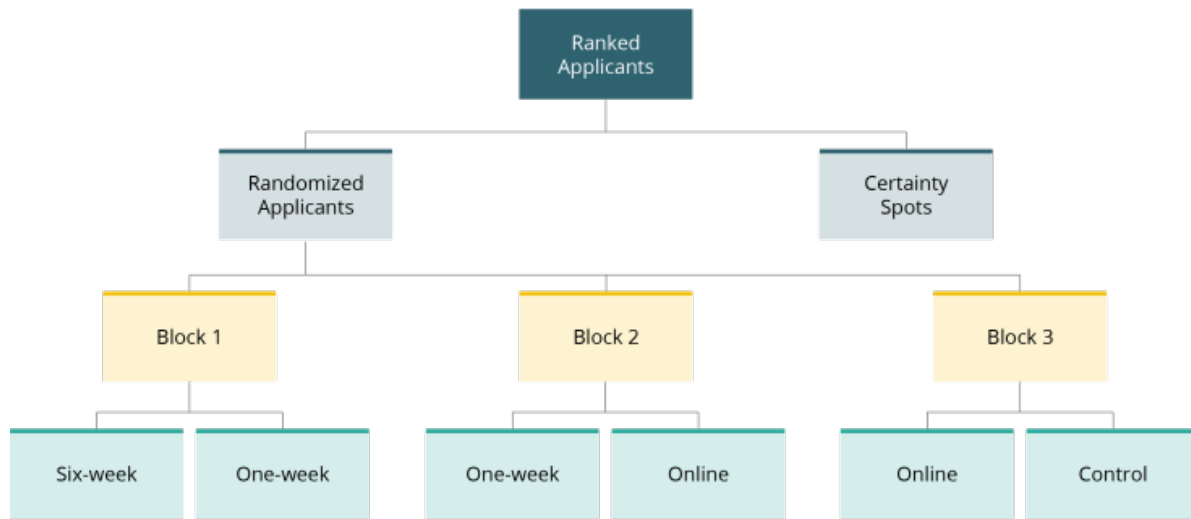 Ranked
Applicants
Randomized
Applicants
Certainty
Spots
Block 1
Block 2
Block 3
Six-week
One-week
One-week
Online
Online
Control